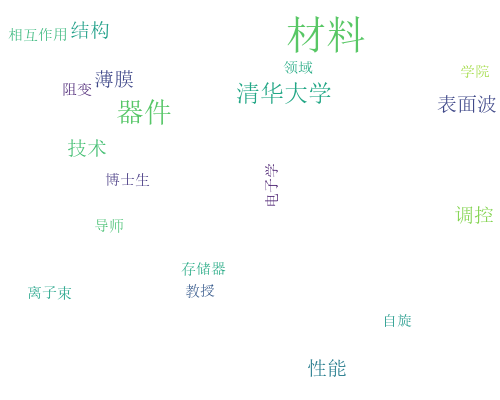 材料
相互作用
结构
领域
学院
薄膜
阻变
清华大学
表面波
器件
技术
博士生
电子学
调控
导师
存储器
教授
离子束
自旋
性能